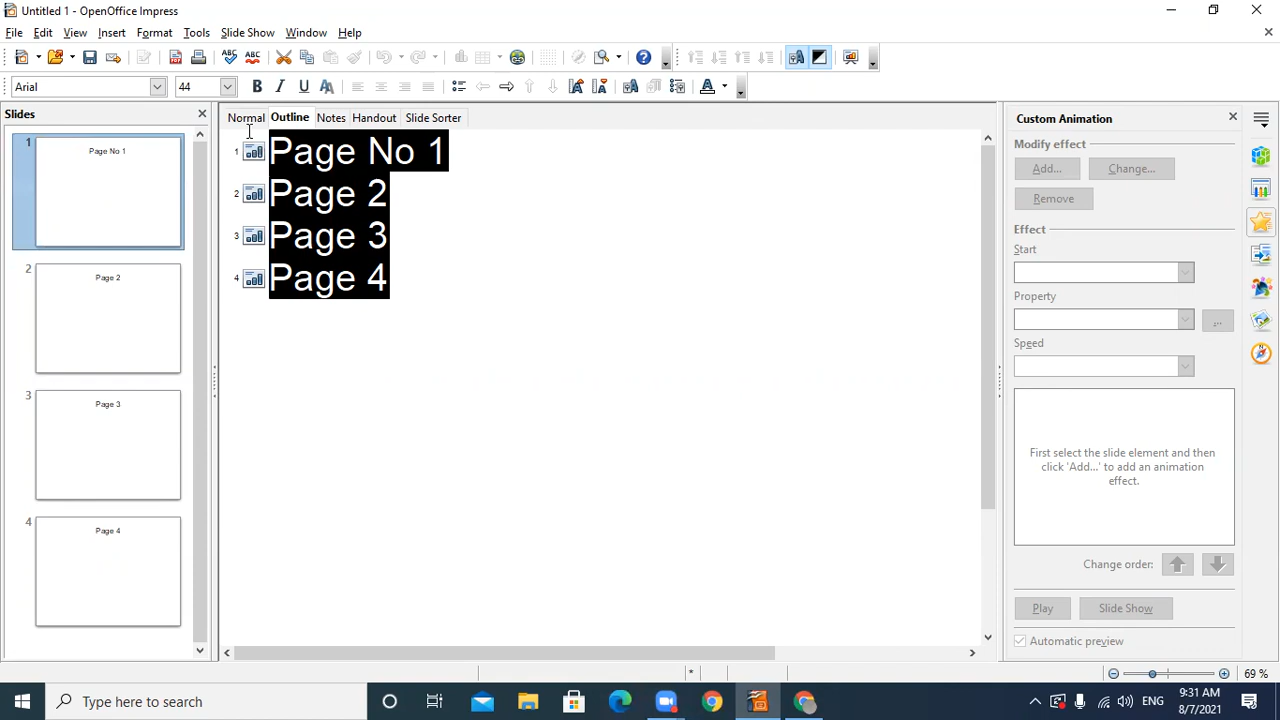 Untitled 1 - OpenOffice Impress
File Edit View Insert Format Tools Slide Show Window Help
Arial 44
Slides
Normal Outline Notes Handout Slide Sorter
1 Page No 1
2 Page 2
3 Page 3
4 Page 4
1 Page No 1
2 Page 2
3 Page 3
4 Page 4
Custom Animation
Modify effect
Add... Change...
Remove
Effect
Start
Property
...
Speed
First select the slide element and then
click 'Add...' to add an animation
effect.
Change order:
Play Slide Show
Automatic preview
* 69 %
Type here to search
ENG
9:31 AM
8/7/2021